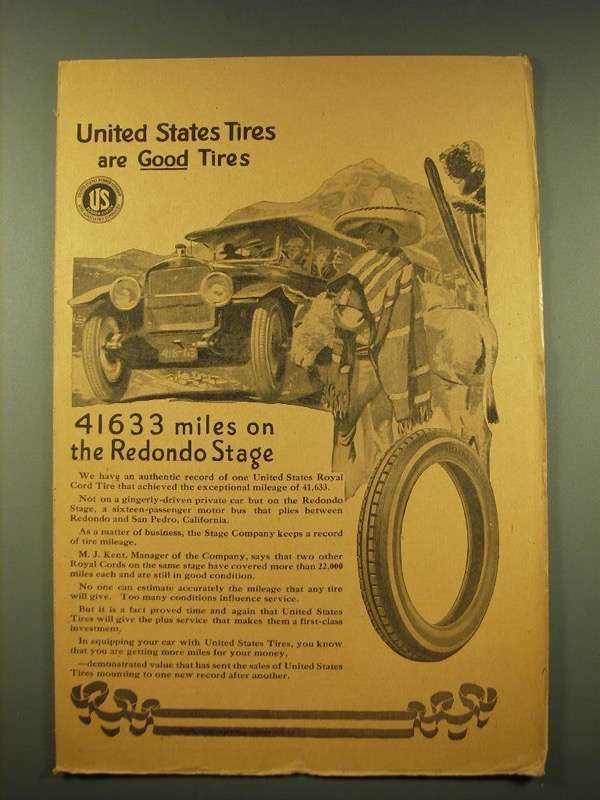 United States Tires
are Good Tires
US
41633 miles on
the Redondo Stage
We have an authentic record of one United States Royal
Cord Tire that achieved the exceptional mileage of 41,633.
Not on a gingerly-driven private car but on the Redondo
Stage, a sixteen-passenger motor bus that plies between
Redondo and San Pedro, California.
As a matter of business, the Stage Company keeps a record
of tire mileage.
M. J. Kent, Manager of the Company, says that two other
Royal Cords on the same stage have covered more than 22,000
miles each and are still in good condition.
No one can estimate accurately the mileage that any tire
will give. Too many conditions influence service.
But it is a fact proved time and again that United States
Tires will give the plus service that makes them a first-class
investment.
In equipping your car with United States Tires, you know
that you are getting more miles for your money,
—demonstrated value that has sent the sales of United States
Tires mounting to one new record after another.